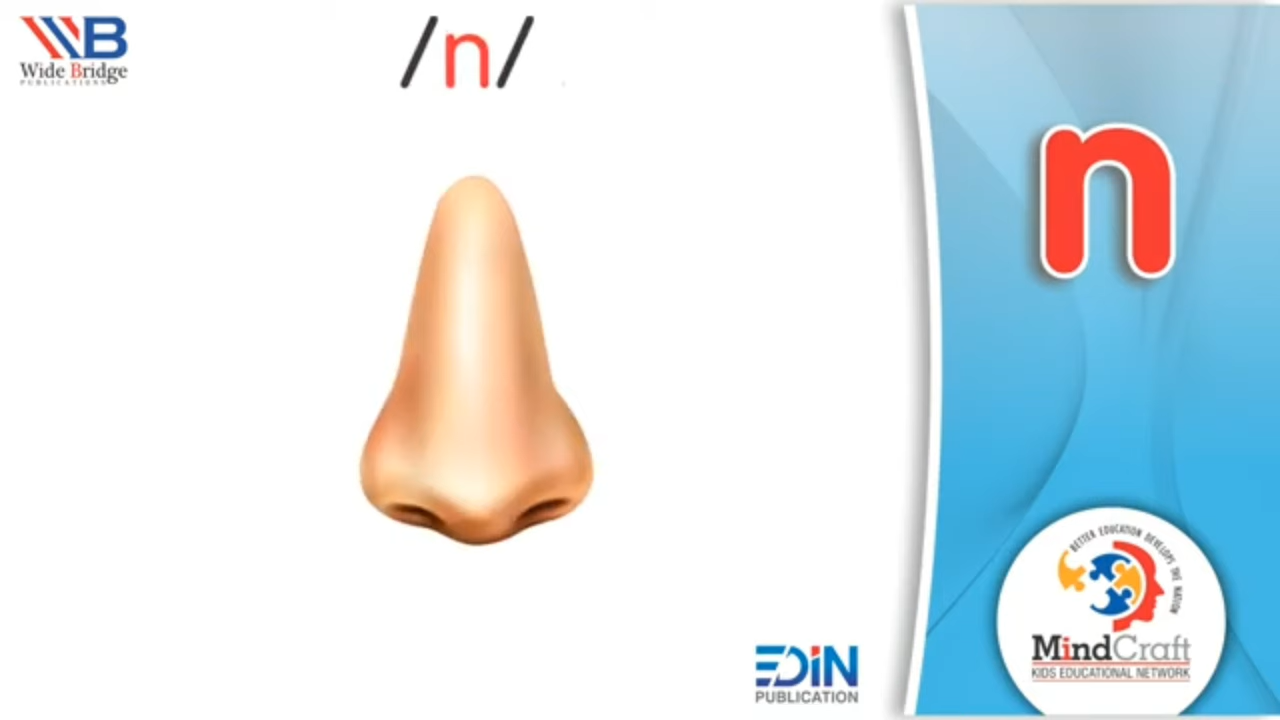 WB
Wide Bridge
PUBLICATIONS
/n/
n
BETTER EDUCATION DEVELOPS THE NATION
MindCraft
KIDS EDUCATIONAL NETWORK
EDiN
PUBLICATION